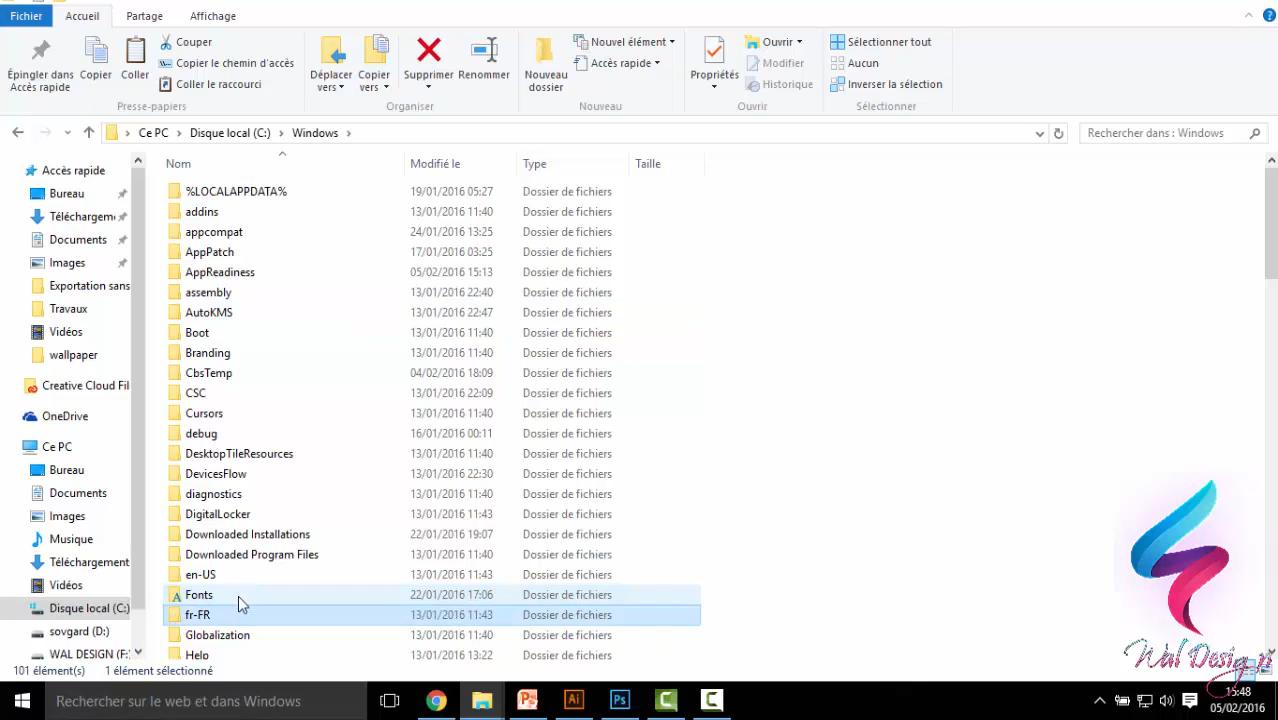 Fichier Accueil Partage Affichage
Épingler dans Accès rapide
Copier
Coller
Couper
Copier le chemin d'accès
Coller le raccourci
Presse-papiers
Déplacer vers
Copier vers
Supprimer
Renommer
Organiser
Nouveau dossier
Nouvel élément
Accès rapide
Nouveau
Propriétés
Ouvrir
Modifier
Historique
Ouvrir
Sélectionner tout
Aucun
Inverser la sélection
Sélectionner
Ce PC > Disque local (C:) > Windows >
Rechercher dans : Windows
Accès rapide
Bureau
Téléchargem
Documents
Images
Exportation sans
Travaux
Vidéos
wallpaper
Creative Cloud Fil
OneDrive
Ce PC
Bureau
Documents
Images
Musique
Téléchargement
Vidéos
Disque local (C:)
sovgard (D:)
WAL DESIGN (F:
Nom Modifié le Type Taille
%LOCALAPPDATA% 19/01/2016 05:27 Dossier de fichiers
addins 13/01/2016 11:40 Dossier de fichiers
appcompat 24/01/2016 13:25 Dossier de fichiers
AppPatch 17/01/2016 03:25 Dossier de fichiers
AppReadiness 05/02/2016 15:13 Dossier de fichiers
assembly 13/01/2016 22:40 Dossier de fichiers
AutoKMS 13/01/2016 22:47 Dossier de fichiers
Boot 13/01/2016 11:40 Dossier de fichiers
Branding 13/01/2016 11:40 Dossier de fichiers
CbsTemp 04/02/2016 18:09 Dossier de fichiers
CSC 13/01/2016 22:09 Dossier de fichiers
Cursors 13/01/2016 11:40 Dossier de fichiers
debug 16/01/2016 00:11 Dossier de fichiers
DesktopTileResources 13/01/2016 11:40 Dossier de fichiers
DevicesFlow 13/01/2016 22:30 Dossier de fichiers
diagnostics 13/01/2016 11:40 Dossier de fichiers
DigitalLocker 13/01/2016 11:40 Dossier de fichiers
Downloaded Installations 22/01/2016 19:07 Dossier de fichiers
Downloaded Program Files 13/01/2016 11:40 Dossier de fichiers
en-US 13/01/2016 11:43 Dossier de fichiers
Fonts 22/01/2016 17:06 Dossier de fichiers
fr-FR 13/01/2016 11:43 Dossier de fichiers
Globalization 13/01/2016 11:40 Dossier de fichiers
Help 13/01/2016 13:22 Dossier de fichiers
101 élément(s) 1 élément sélectionné
Wal Design
Rechercher sur le web et dans Windows
15:48
05/02/2016